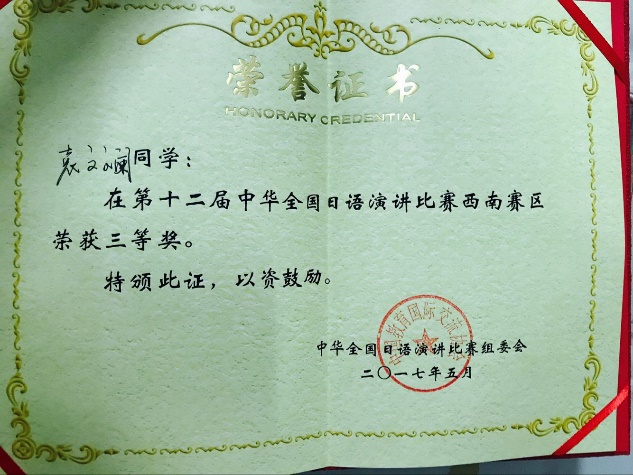 荣誉证书
HONORARY CREDENTIAL
袁文斓同学：
在第十二届中华全国日语演讲比赛西南赛区
荣获三等奖。
特颁此证，以资鼓励。
中华全国日语演讲比赛组委会
二〇一七年五月